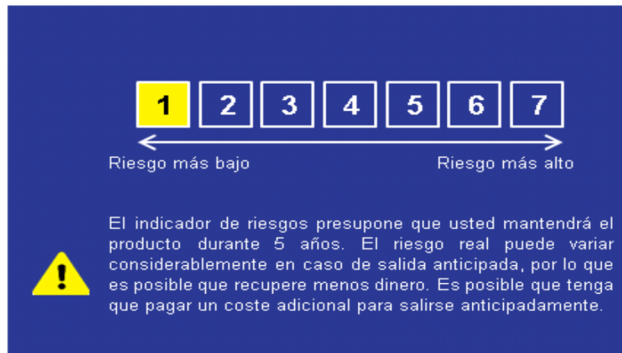 1 2 3 4 5 6 7
Riesgo más bajo Riesgo más alto
El indicador de riesgos presupone que usted mantendrá el
producto durante 5 años. El riesgo real puede variar
considerablemente en caso de salida anticipada, por lo que
es posible que recupere menos dinero. Es posible que tenga
que pagar un coste adicional para salirse anticipadamente.